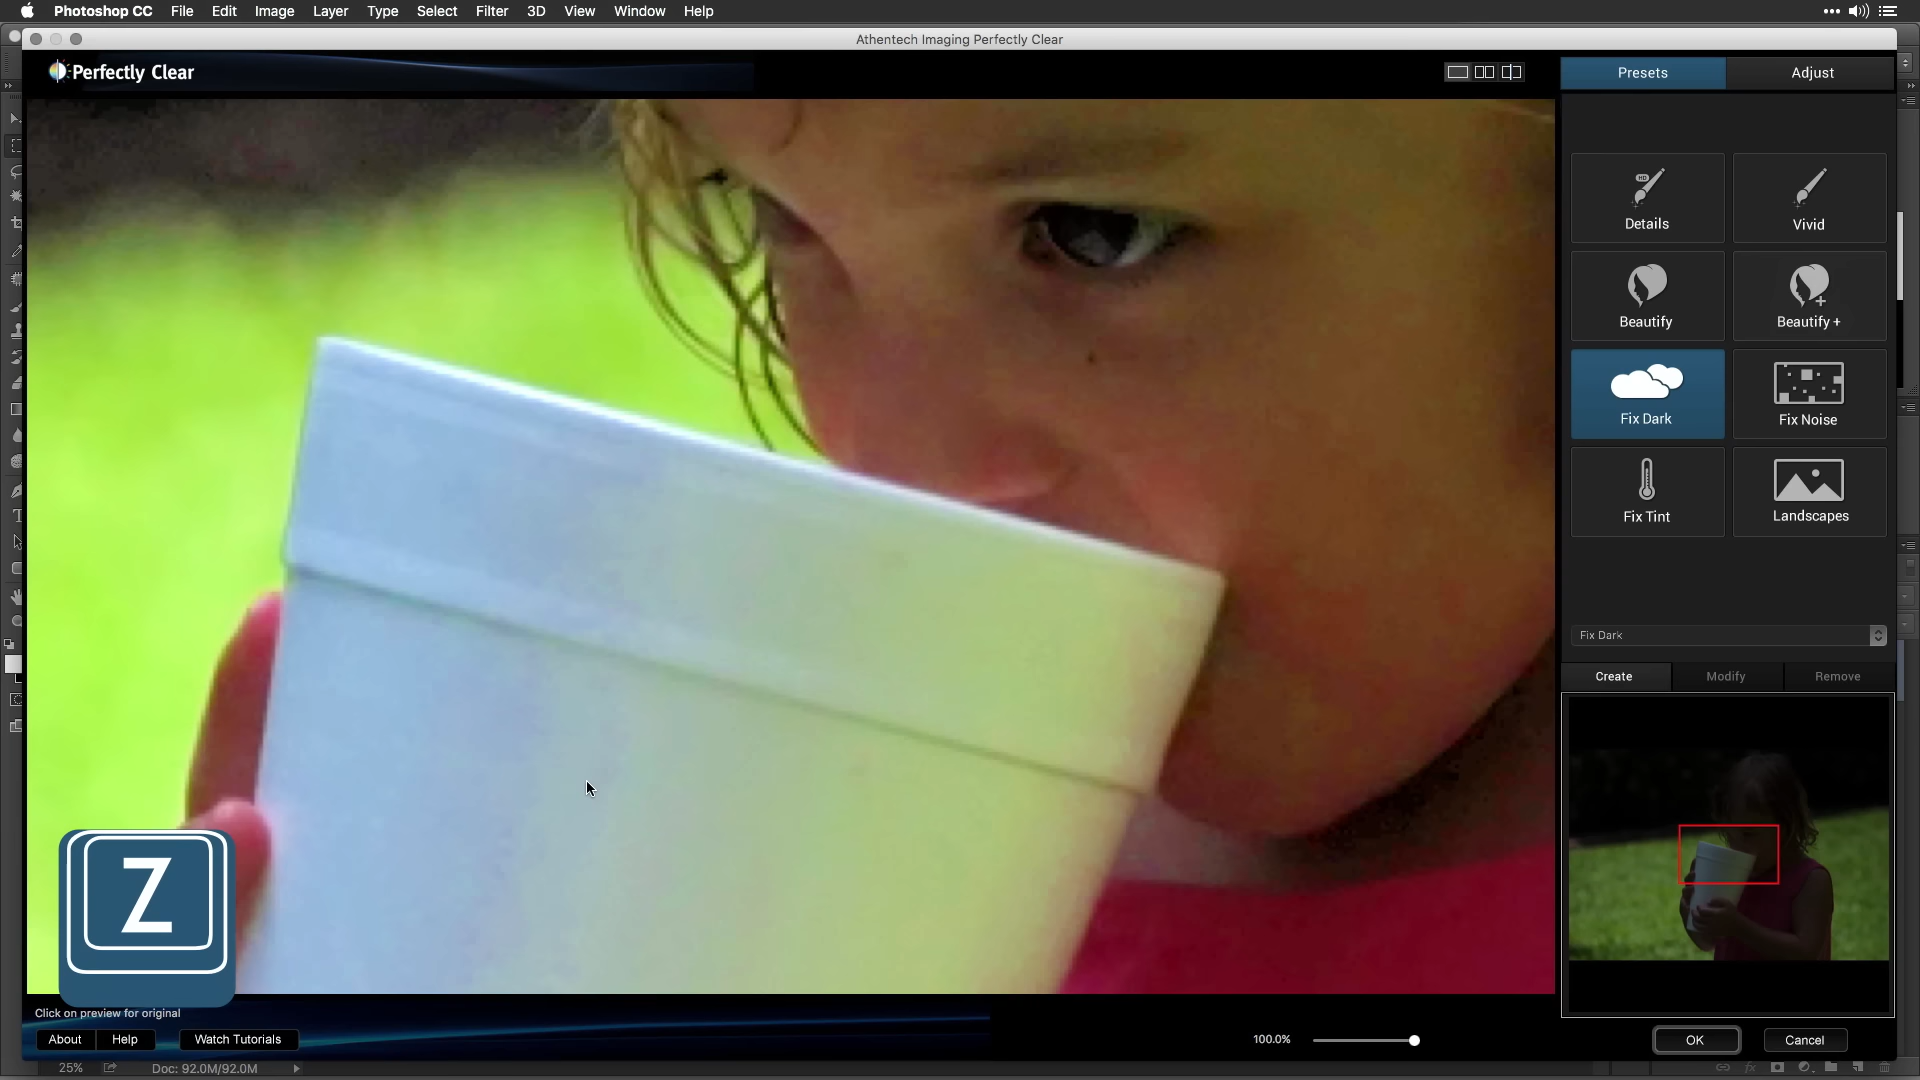 Photoshop CC File Edit Image Layer Type Select Filter 3D View Window Help
Athentech Imaging Perfectly Clear
Perfectly Clear
Presets Adjust
HD
Details Vivid
Beautify Beautify +
Fix Dark Fix Noise
Fix Tint Landscapes
Fix Dark
Create Modify Remove
Z
Click on preview for original
About Help Watch Tutorials
100.0%
OK Cancel
25% Doc: 92.0M/92.0M
fx